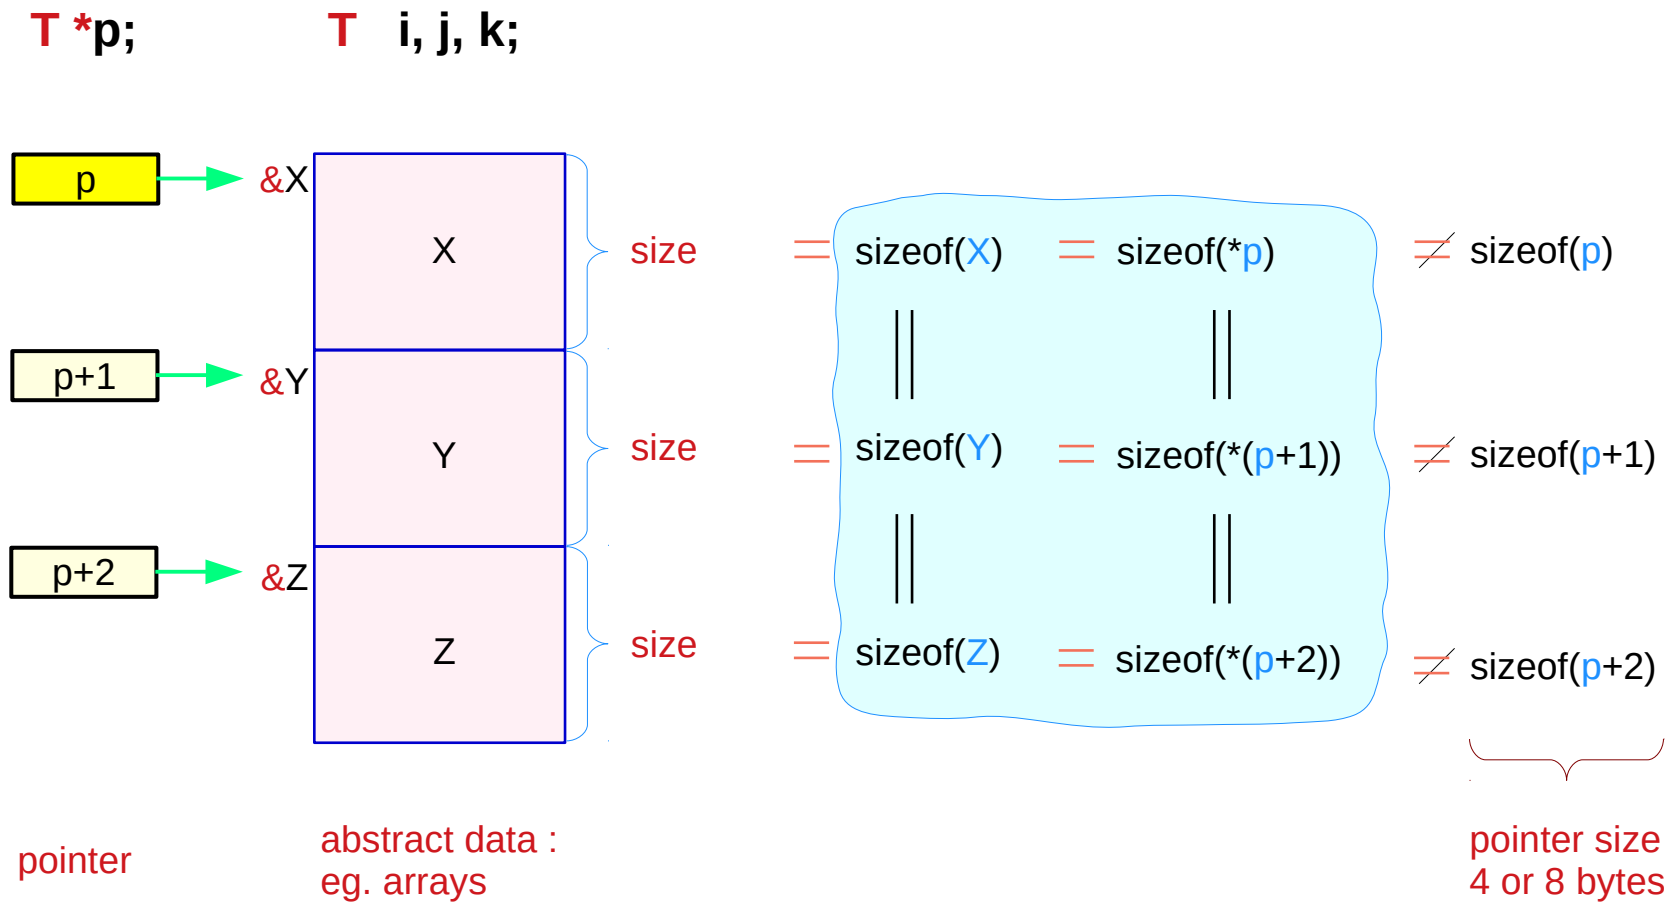 T *p; T i, j, k;
p &X X size = sizeof(X) = sizeof(*p) ≠ sizeof(p)
p+1 &Y Y size = sizeof(Y) = sizeof(*(p+1)) ≠ sizeof(p+1)
p+2 &Z Z size = sizeof(Z) = sizeof(*(p+2)) ≠ sizeof(p+2)
pointer
abstract data :
eg. arrays
pointer size
4 or 8 bytes